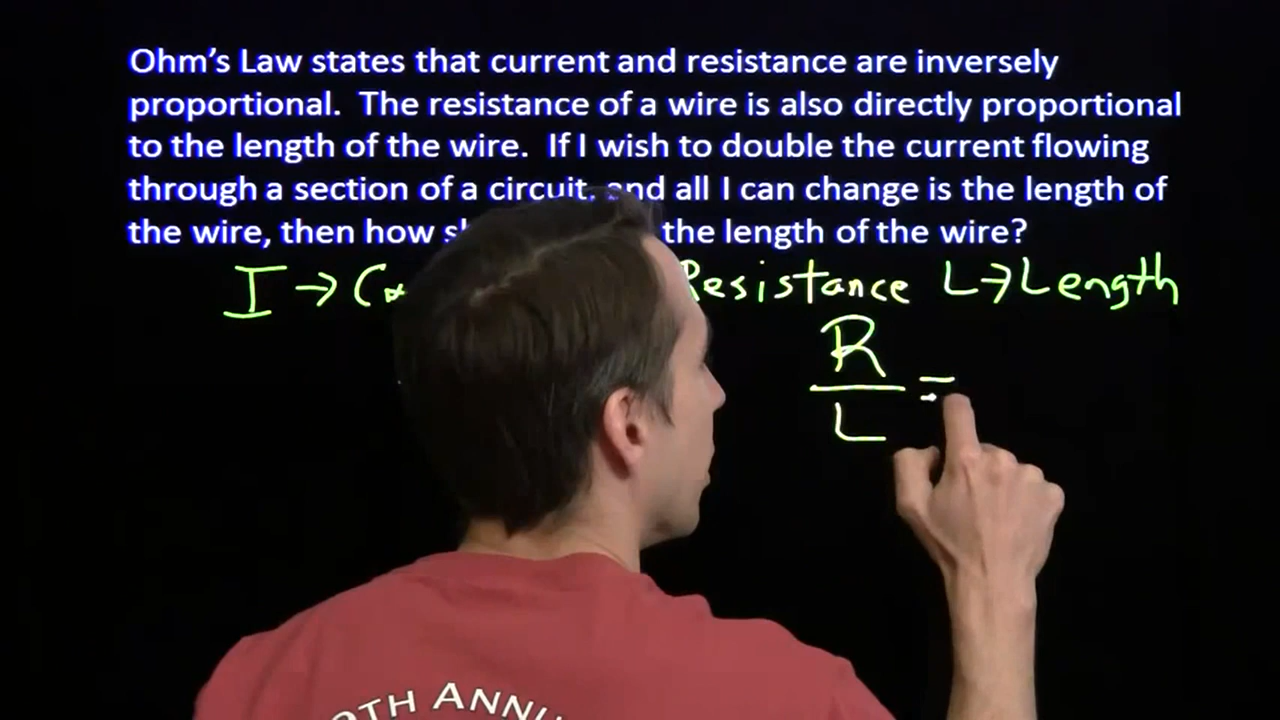 Ohm's Law states that current and resistance are inversely
proportional. The resistance of a wire is also directly proportional
to the length of the wire. If I wish to double the current flowing
through a section of a circuit, and all I can change is the length of
the wire, then how the length of the wire?
I → Resistance L → Length
R
L =
ANNU